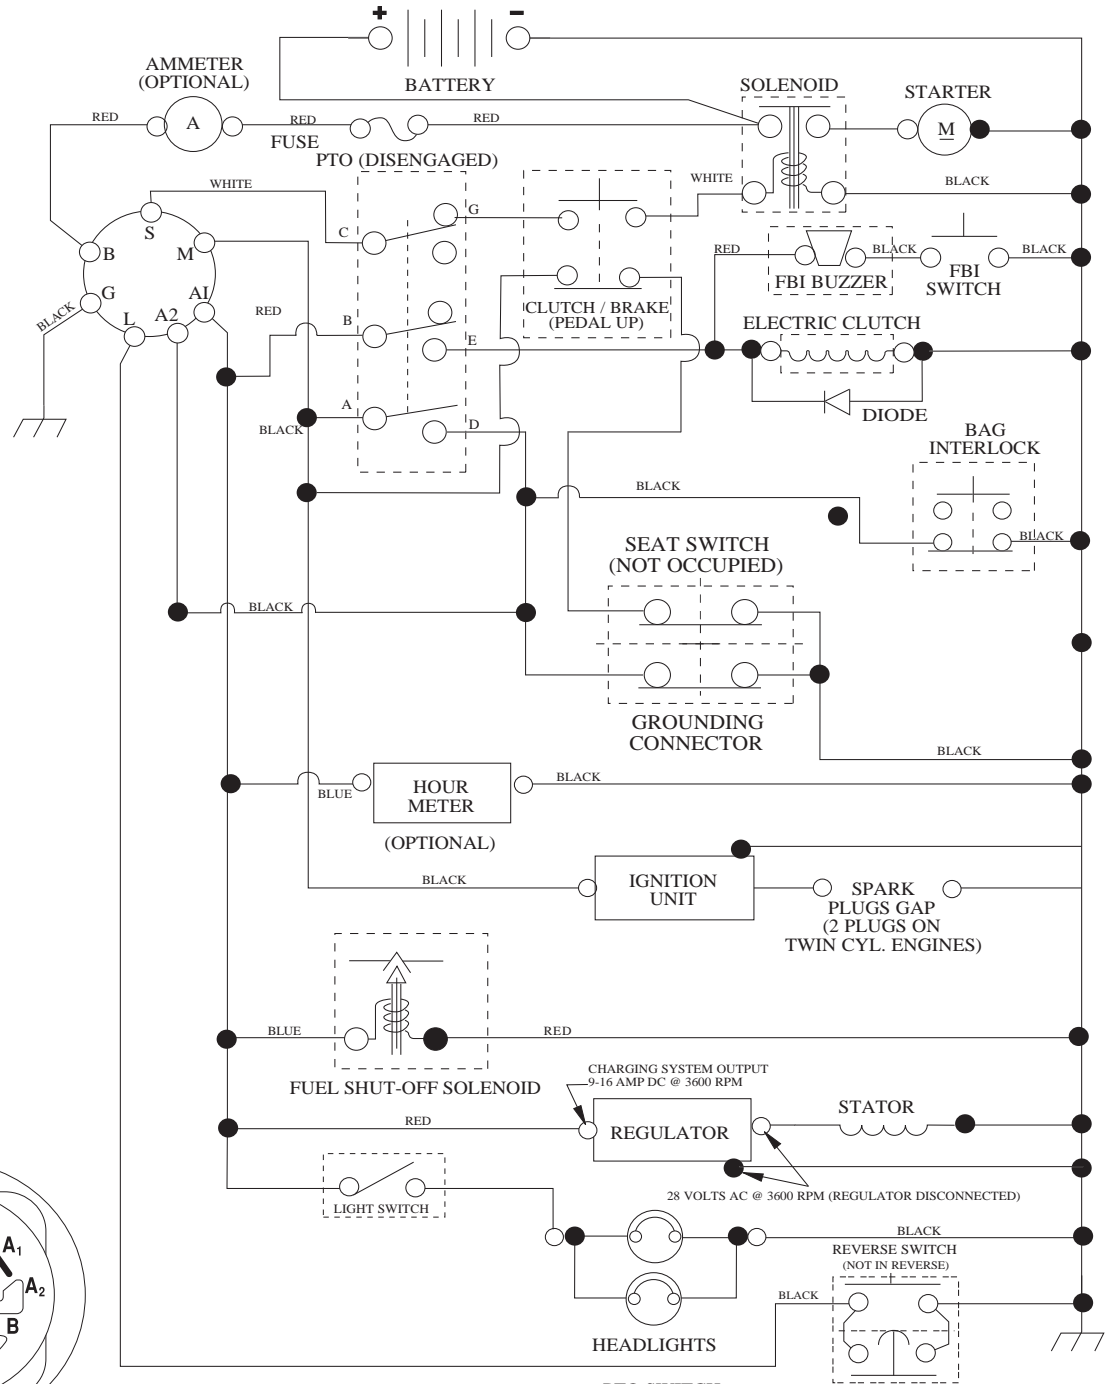 +
-
BATTERY
AMMETER
(OPTIONAL)
RED
A
RED
FUSE
RED
PTO (DISENGAGED)
SOLENOID
STARTER
M
WHITE
C
G
WHITE
BLACK
S
B
M
G
AI
L
A2
BLACK
RED
B
E
RED
FBI BUZZER
BLACK
FBI
SWITCH
BLACK
CLUTCH / BRAKE
(PEDAL UP)
ELECTRIC CLUTCH
DIODE
A
BLACK
D
BAG
INTERLOCK
BLACK
BLACK
SEAT SWITCH
(NOT OCCUPIED)
BLACK
GROUNDING
CONNECTOR
BLACK
BLUE
HOUR
METER
BLACK
(OPTIONAL)
BLACK
IGNITION
UNIT
SPARK
PLUGS GAP
(2 PLUGS ON
TWIN CYL. ENGINES)
BLUE
RED
FUEL SHUT-OFF SOLENOID
CHARGING SYSTEM OUTPUT
9-16 AMP DC @ 3600 RPM
RED
REGULATOR
STATOR
28 VOLTS AC @ 3600 RPM (REGULATOR DISCONNECTED)
LIGHT SWITCH
BLACK
REVERSE SWITCH
(NOT IN REVERSE)
BLACK
HEADLIGHTS
A1
A2
B